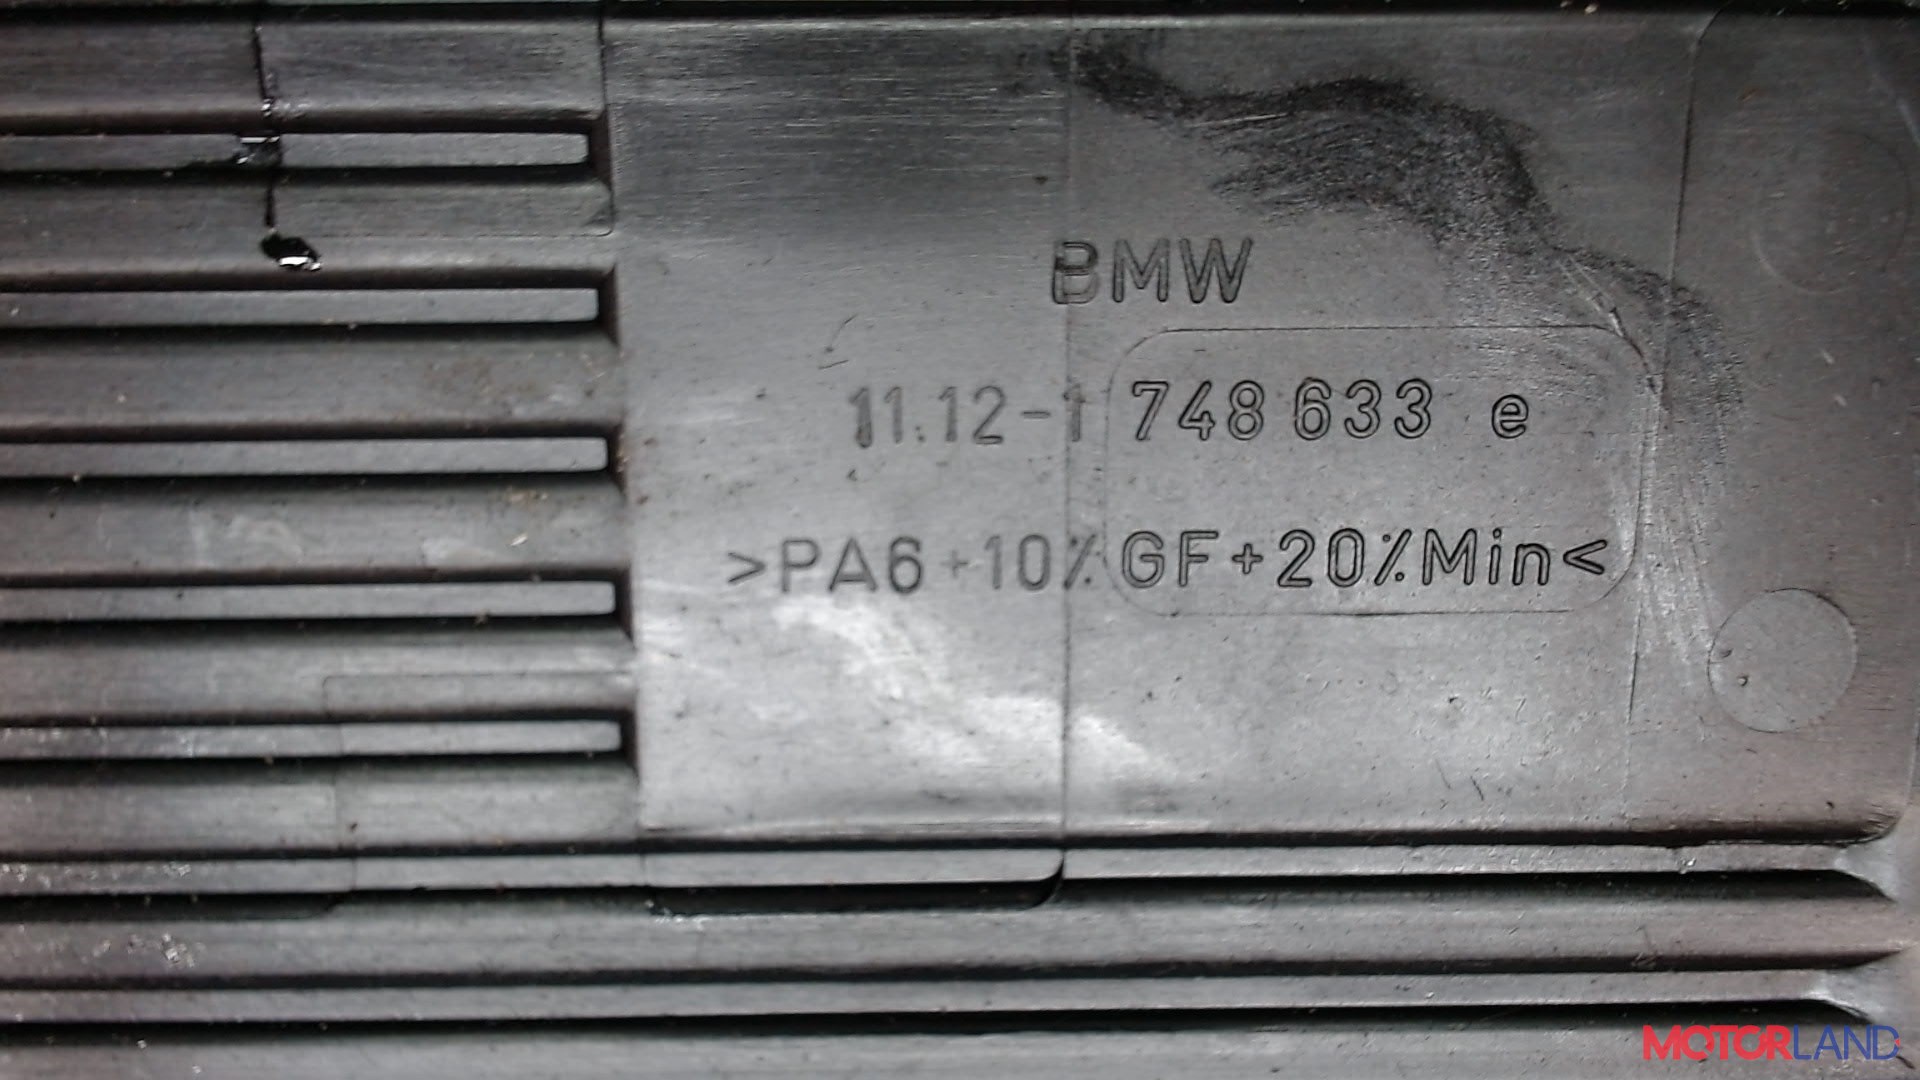 BMW
11.12-1 748 633 e
>PA6+10%GF+20%Min<
MOTORLAND